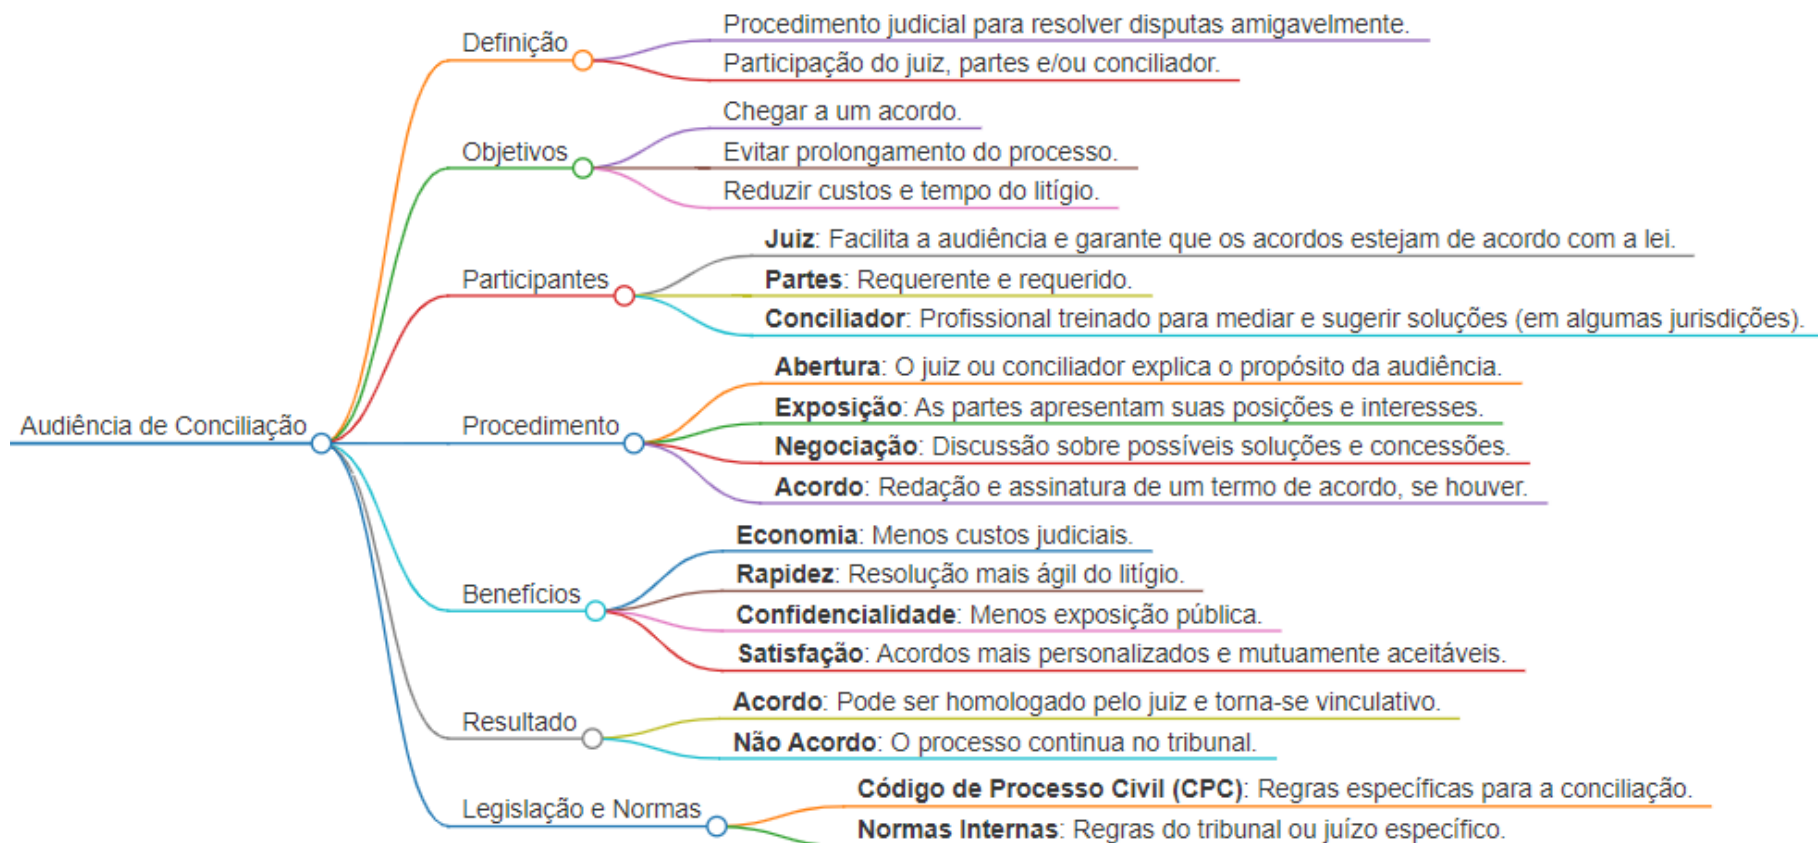 Audiência de Conciliação
Definição
Procedimento judicial para resolver disputas amigavelmente.
Participação do juiz, partes e/ou conciliador.
Objetivos
Chegar a um acordo.
Evitar prolongamento do processo.
Reduzir custos e tempo do litígio.
Participantes
Juiz: Facilita a audiência e garante que os acordos estejam de acordo com a lei.
Partes: Requerente e requerido.
Conciliador: Profissional treinado para mediar e sugerir soluções (em algumas jurisdições).
Procedimento
Abertura: O juiz ou conciliador explica o propósito da audiência.
Exposição: As partes apresentam suas posições e interesses.
Negociação: Discussão sobre possíveis soluções e concessões.
Acordo: Redação e assinatura de um termo de acordo, se houver.
Benefícios
Economia: Menos custos judiciais.
Rapidez: Resolução mais ágil do litígio.
Confidencialidade: Menos exposição pública.
Satisfação: Acordos mais personalizados e mutuamente aceitáveis.
Resultado
Acordo: Pode ser homologado pelo juiz e torna-se vinculativo.
Não Acordo: O processo continua no tribunal.
Legislação e Normas
Código de Processo Civil (CPC): Regras específicas para a conciliação.
Normas Internas: Regras do tribunal ou juízo específico.